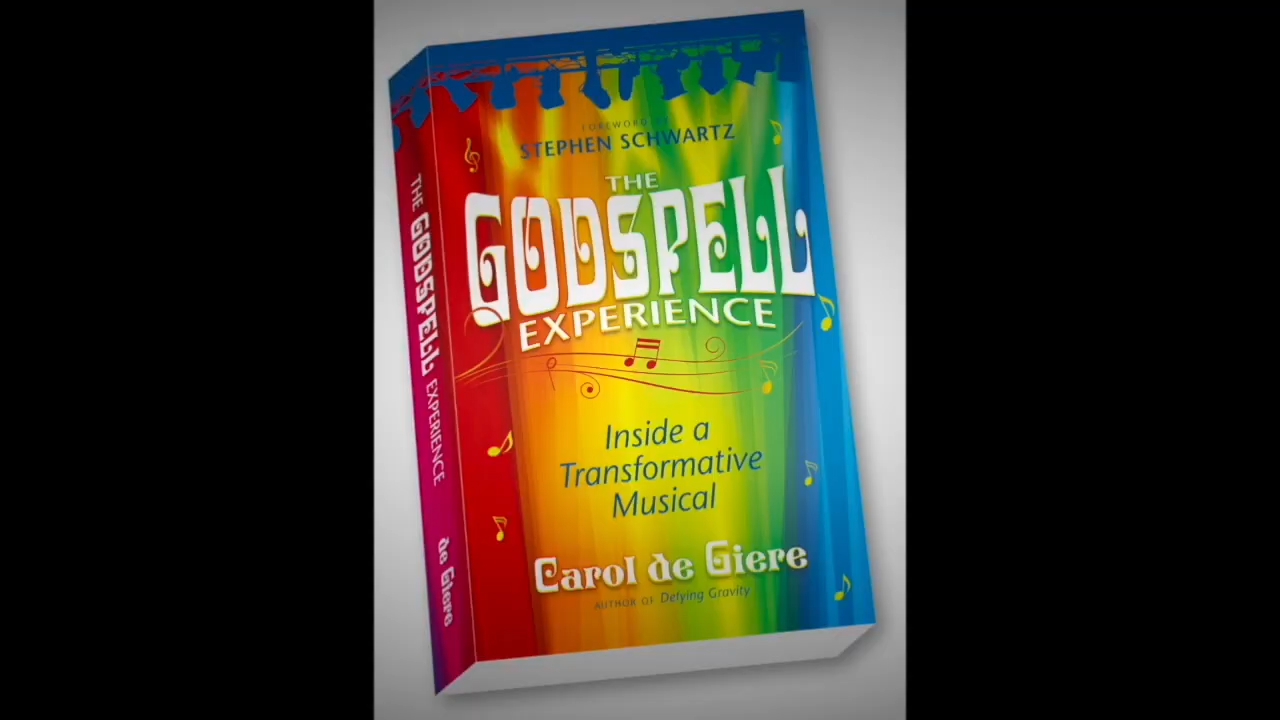 FOREWORD BY
STEPHEN SCHWARTZ
THE
GODSPELL
EXPERIENCE
Inside a
Transformative
Musical
Carol de Giere
AUTHOR OF Defying Gravity
THE GODSPELL EXPERIENCE de Giere